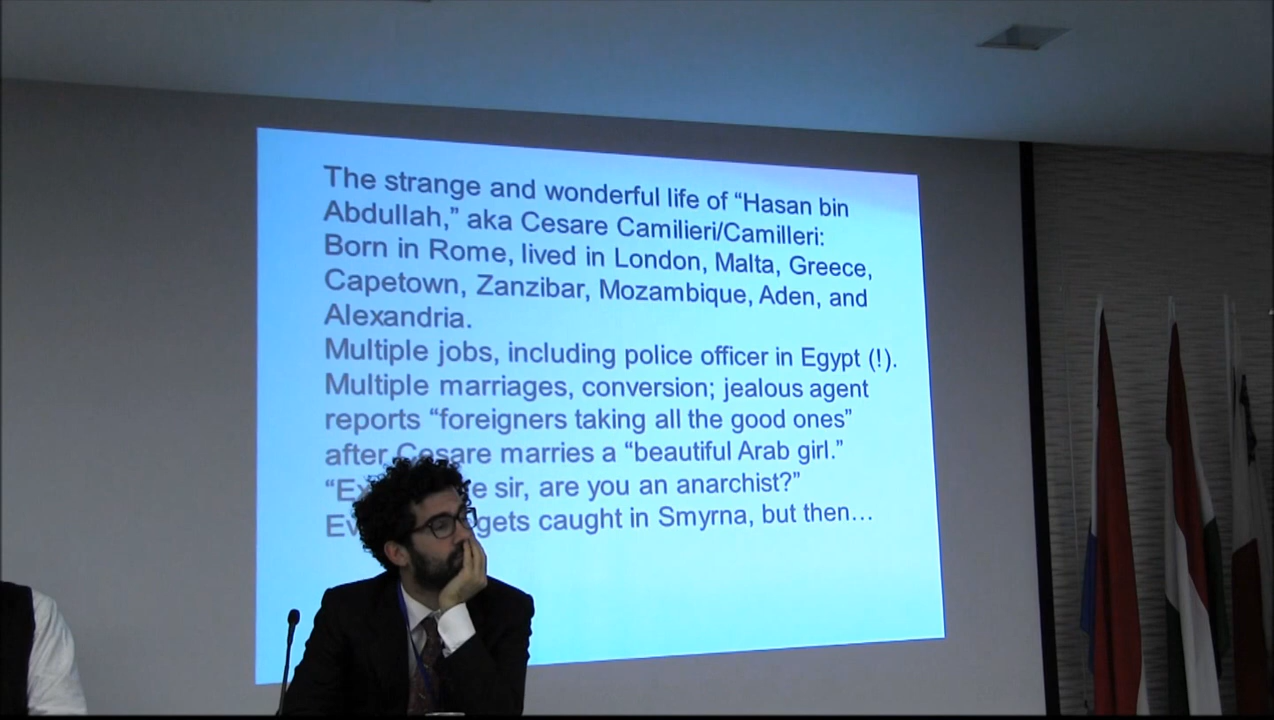 The strange and wonderful life of “Hasan bin
Abdullah,” aka Cesare Camilieri/Camilleri:
Born in Rome, lived in London, Malta, Greece,
Capetown, Zanzibar, Mozambique, Aden, and
Alexandria.
Multiple jobs, including police officer in Egypt (!).
Multiple marriages, conversion; jealous agent
reports “foreigners taking all the good ones”
after Cesare marries a “beautiful Arab girl.”
sir, are you an anarchist?”
gets caught in Smyrna, but then…